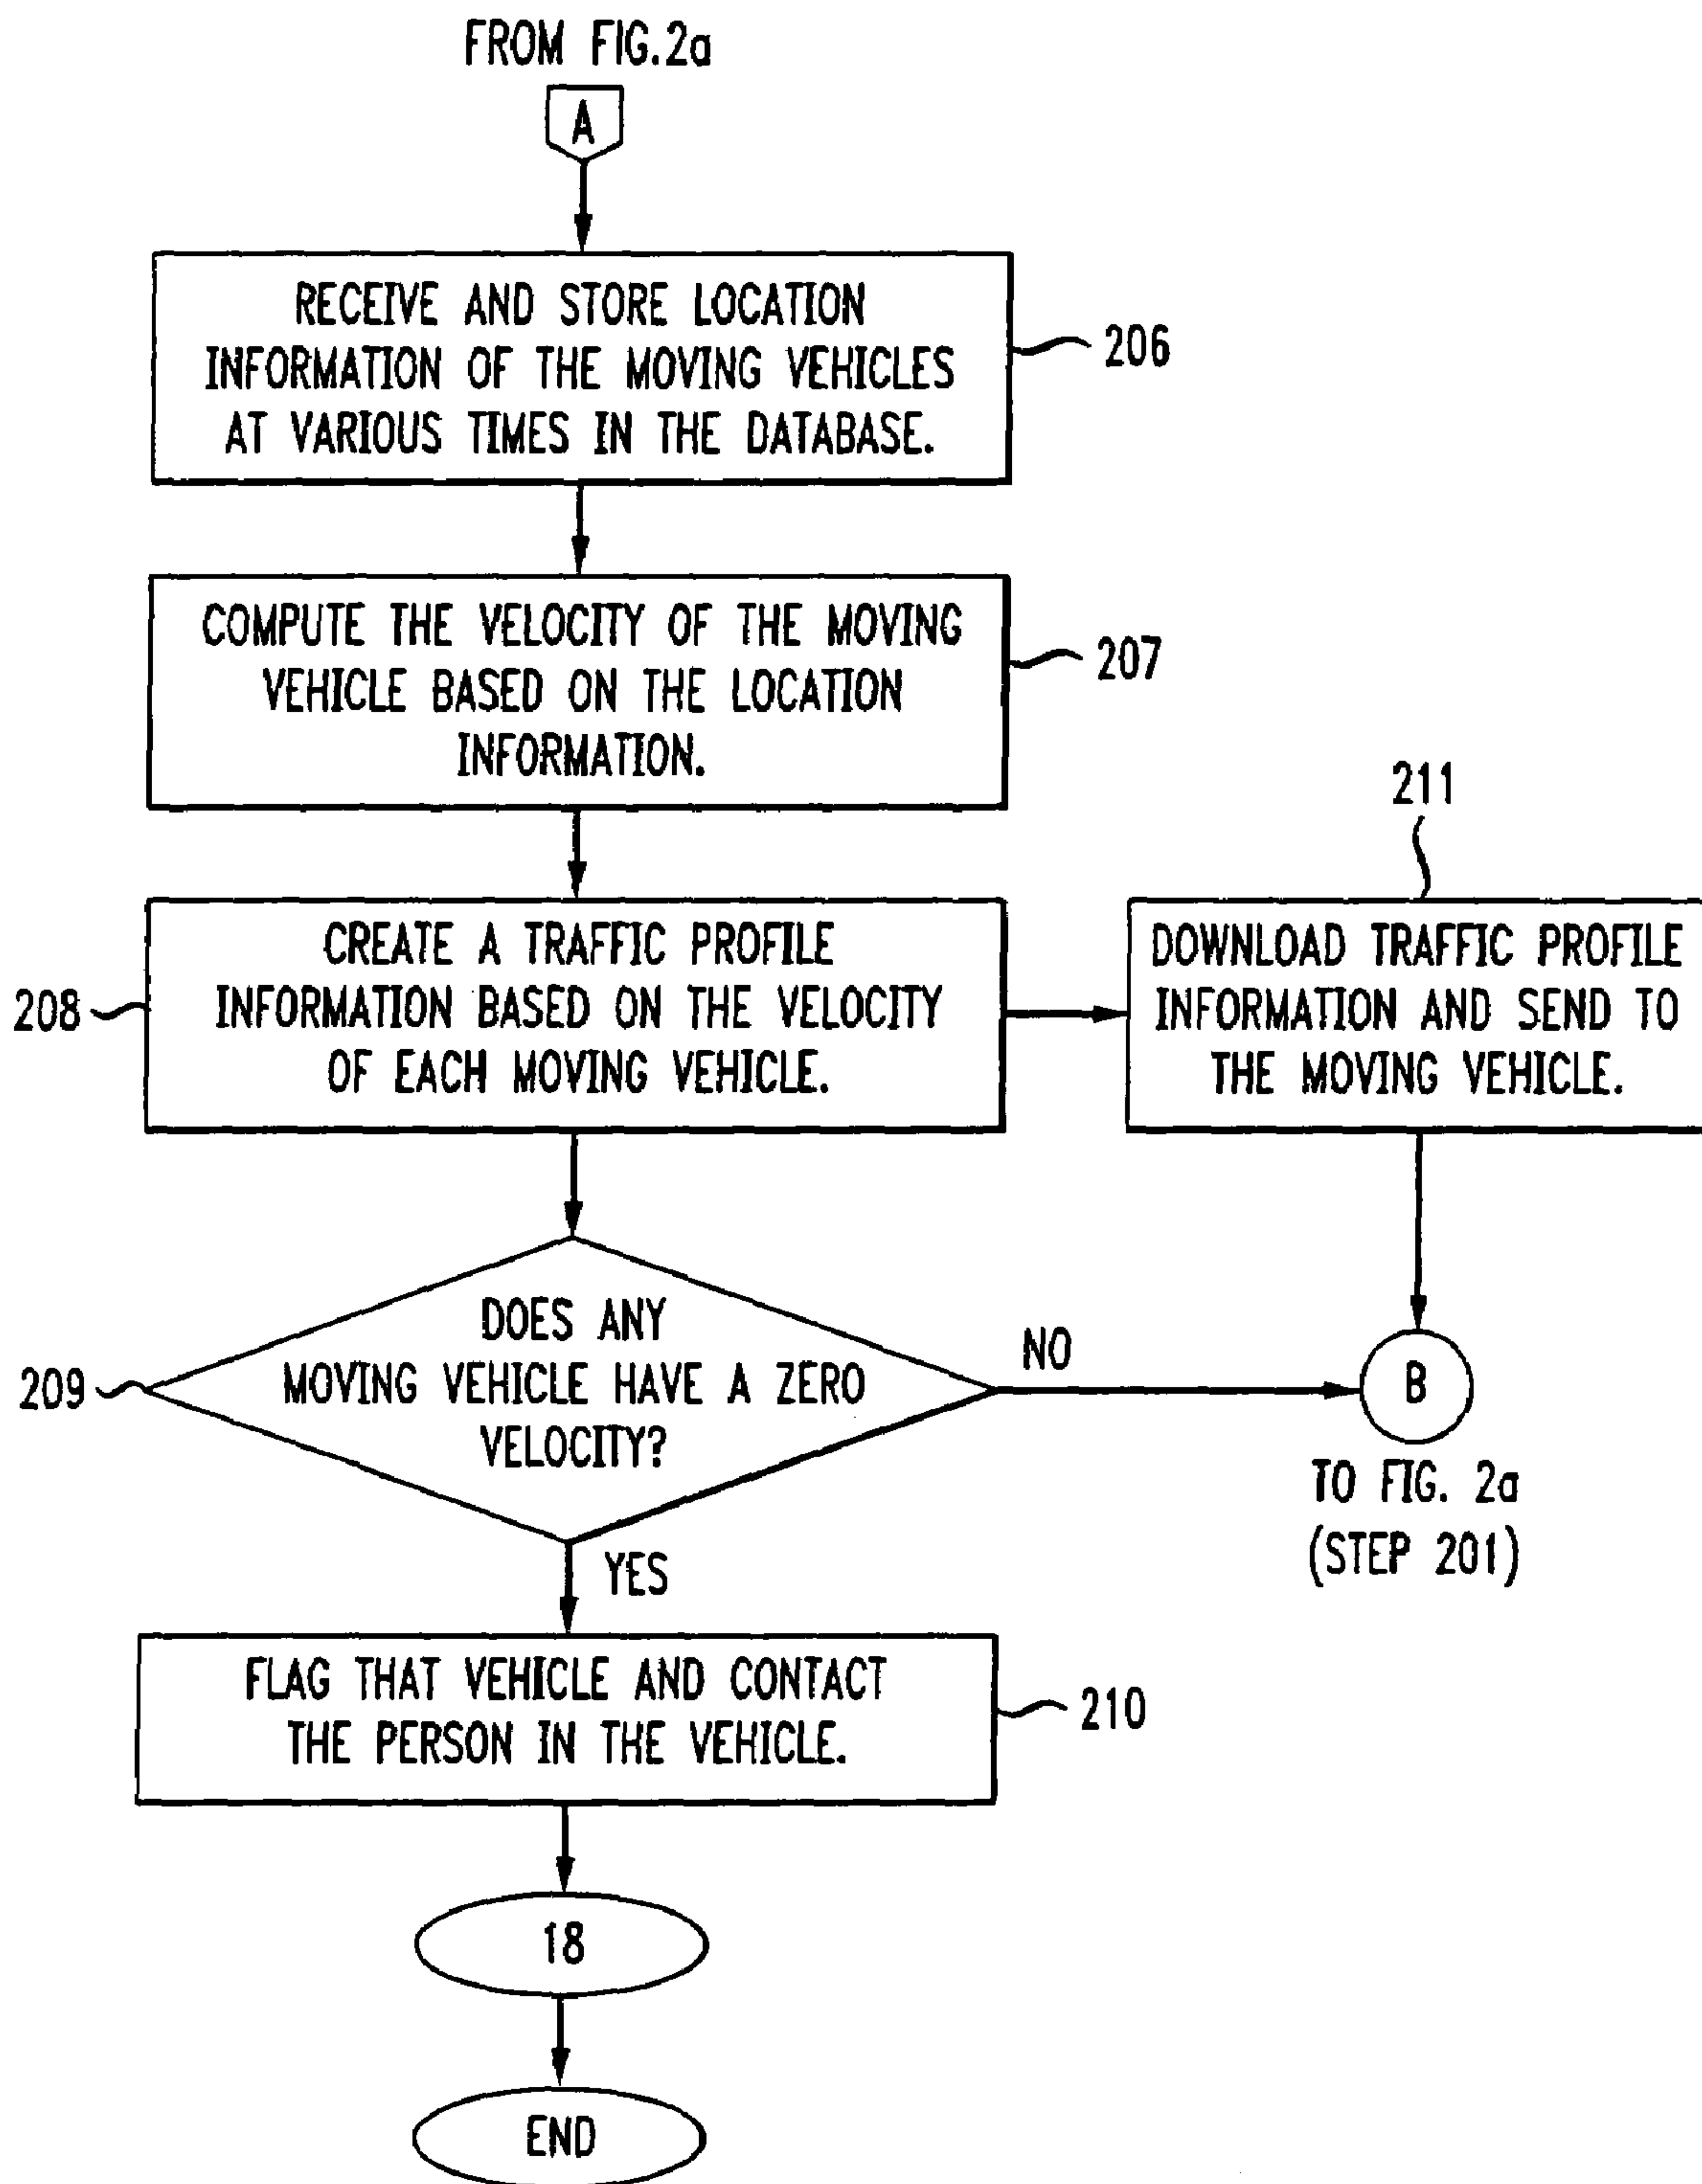 FROM FIG.2a
A
RECEIVE AND STORE LOCATION
INFORMATION OF THE MOVING VEHICLES
AT VARIOUS TIMES IN THE DATABASE.
206
COMPUTE THE VELOCITY OF THE MOVING
VEHICLE BASED ON THE LOCATION
INFORMATION.
207
CREATE A TRAFFIC PROFILE
INFORMATION BASED ON THE VELOCITY
OF EACH MOVING VEHICLE.
208
211
DOWNLOAD TRAFFIC PROFILE
INFORMATION AND SEND TO
THE MOVING VEHICLE.
DOES ANY
MOVING VEHICLE HAVE A ZERO
VELOCITY?
209
NO
B
TO FIG. 2a
(STEP 201)
YES
FLAG THAT VEHICLE AND CONTACT
THE PERSON IN THE VEHICLE.
210
18
END